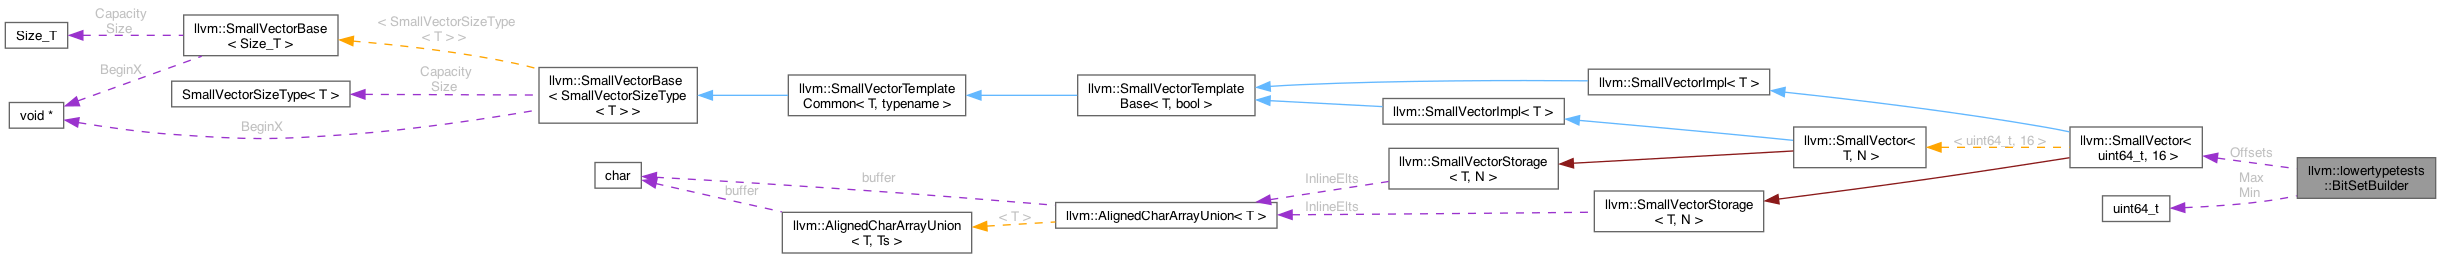 Size_T
Capacity
Size
llvm::SmallVectorBase
< Size_T >
< SmallVectorSizeType
< T > >
BeginX
SmallVectorSizeType< T >
Capacity
Size
void *
BeginX
llvm::SmallVectorBase
< SmallVectorSizeType
< T > >
llvm::SmallVectorTemplate
Common< T, typename >
llvm::SmallVectorTemplate
Base< T, bool >
llvm::SmallVectorImpl< T >
llvm::SmallVectorImpl< T >
llvm::SmallVector<
T, N >
< uint64_t, 16 >
llvm::SmallVector<
uint64_t, 16 >
Offsets
Max
Min
llvm::lowertypetests
::BitSetBuilder
char
buffer
buffer
llvm::SmallVectorStorage
< T, N >
InlineElts
InlineElts
llvm::SmallVectorStorage
< T, N >
uint64_t
llvm::AlignedCharArrayUnion
< T, Ts >
< T >
llvm::AlignedCharArrayUnion< T >